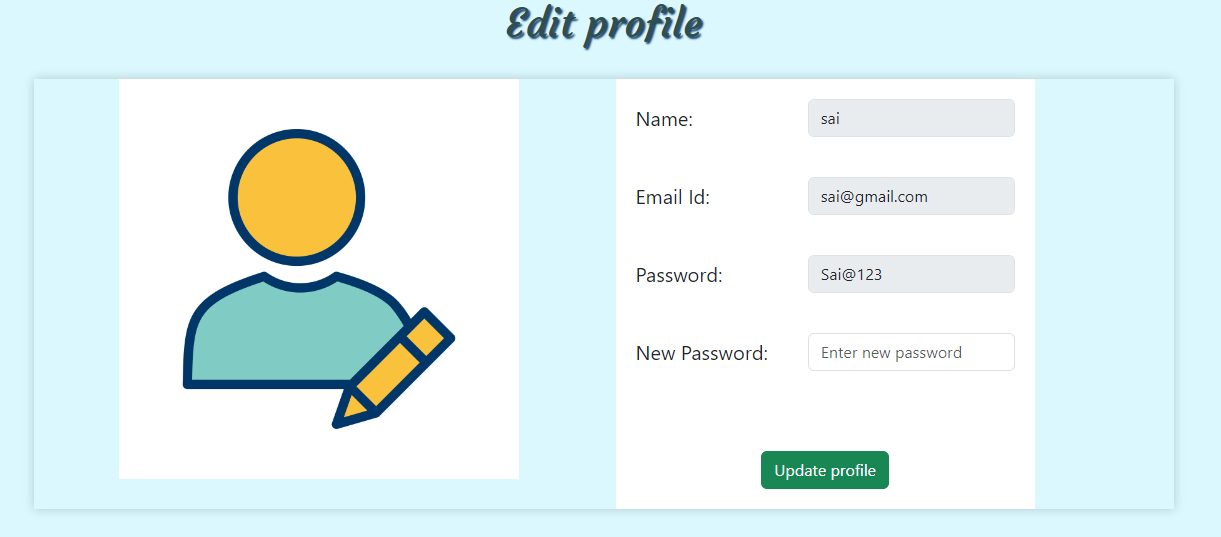 Edit profile
Name: sai
Email Id: sai@gmail.com
Password: Sai@123
New Password: Enter new password
Update profile